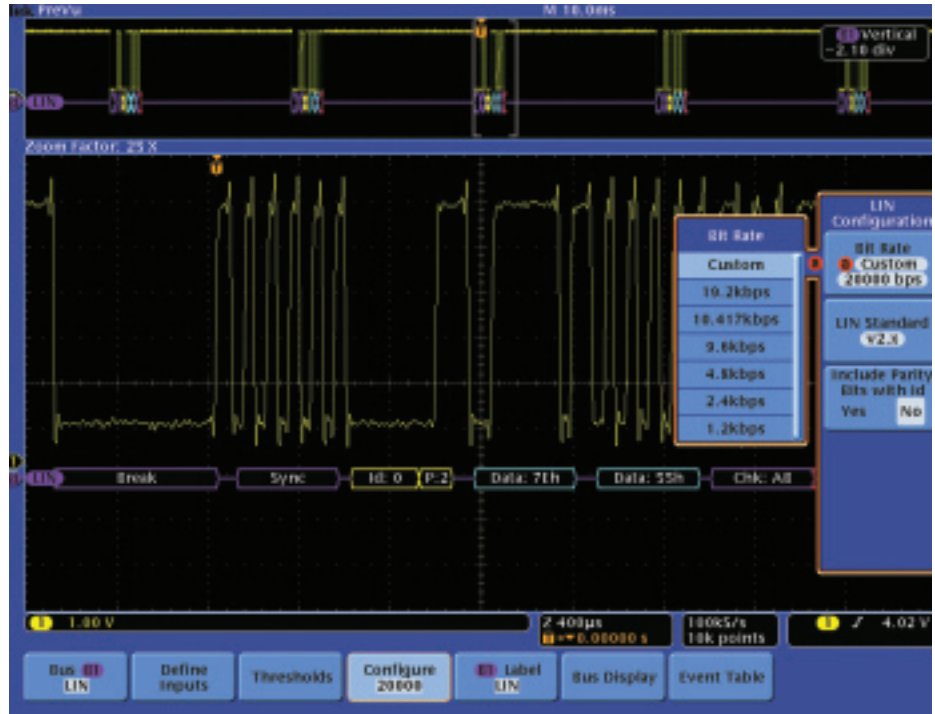 PreVu
M 10.0ms
B1 Vertical
-2.10 div
LIN
Zoom Factor: 25 X
LIN
Configuration
Bit Rate
Custom
19.2kbps
10.417kbps
9.6kbps
4.8kbps
2.4kbps
1.2kbps
Bit Rate
a Custom
20000 bps
LIN Standard
v2.x
Include Parity
Bits with Id
Yes No
LIN
Break
Sync
Id: 0
P:2
Data: 7Eh
Data: 55h
Chk: A8
1 1.00 V
Z 400µs
0.00000 s
100kS/s
10k points
1
4.02 V
Bus B1
LIN
Define
Inputs
Thresholds
Configure
20000
B1 Label
LIN
Bus Display
Event Table